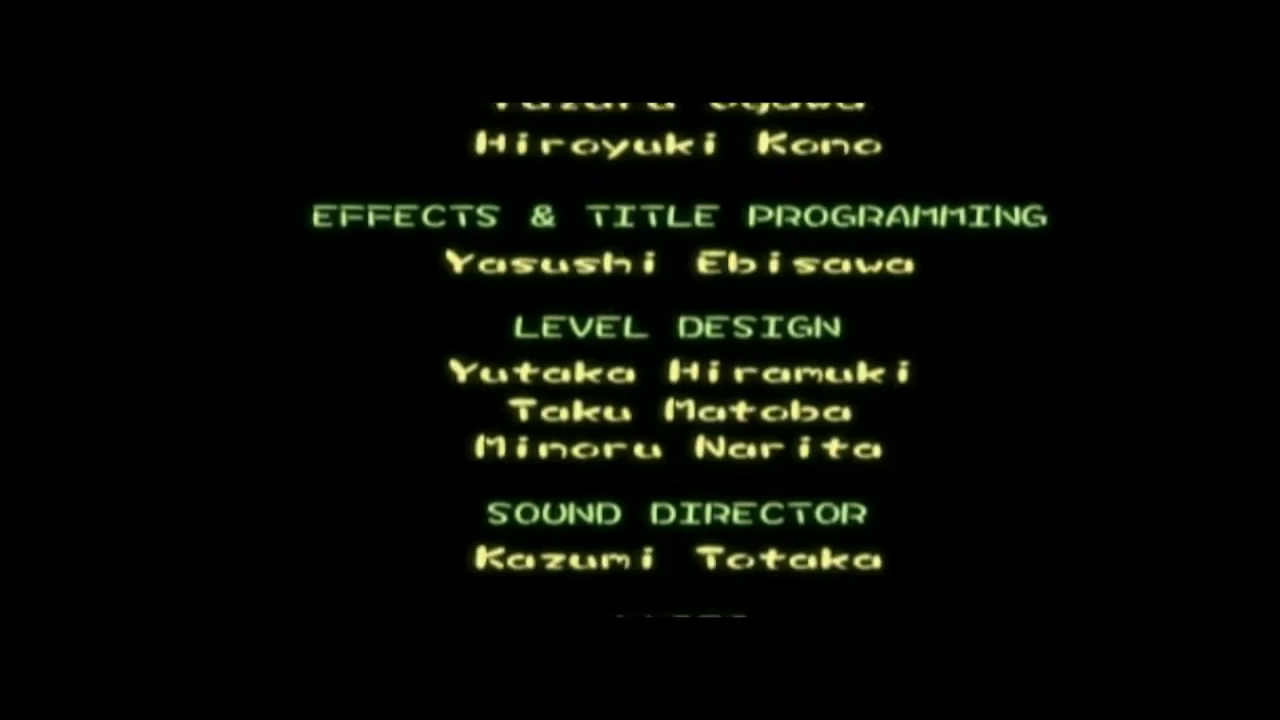 Hiroyuki Kono
EFFECTS & TITLE PROGRAMMING
Yasushi Ebisawa
LEVEL DESIGN
Yutaka Hiramuki
Taku Matoba
Minoru Narita
SOUND DIRECTOR
Kazumi Totaka